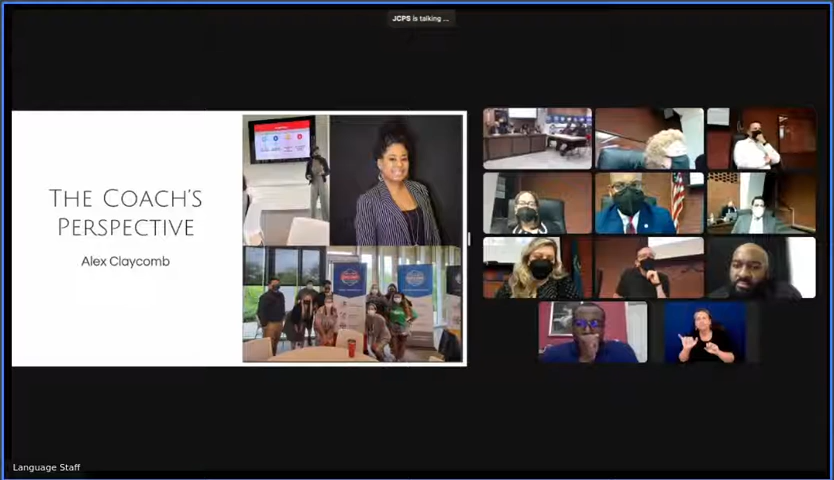 JCPS is talking ...
THE COACH'S
PERSPECTIVE
Alex Claycomb
Language Staff